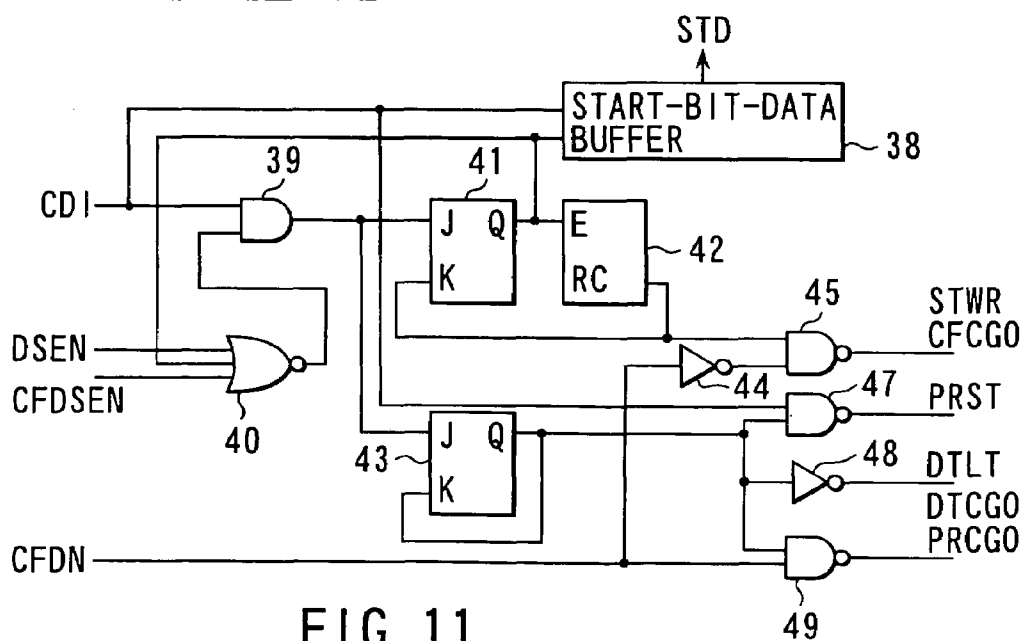 STD
START-BIT-DATA
BUFFER
38
39
41
CDI
J Q
K
E
RC
42
45
STWR
CFCGO
DSEN
CFDSEN
40
44
47
PRST
43
J Q
K
48
DTLT
DTCGO
PRCGO
CFDN
49
FIG 11